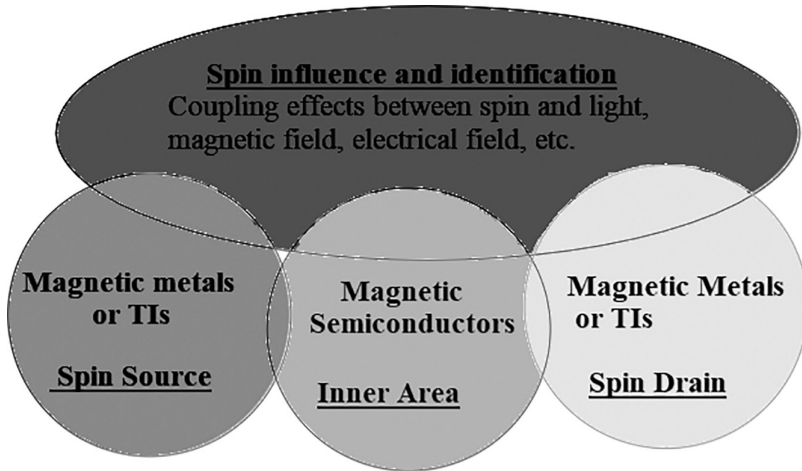 Spin influence and identification
Coupling effects between spin and light,
magnetic field, electrical field, etc.
Magnetic metals
or TIs
Spin Source
Magnetic
Semiconductors
Inner Area
Magnetic Metals
or TIs
Spin Drain